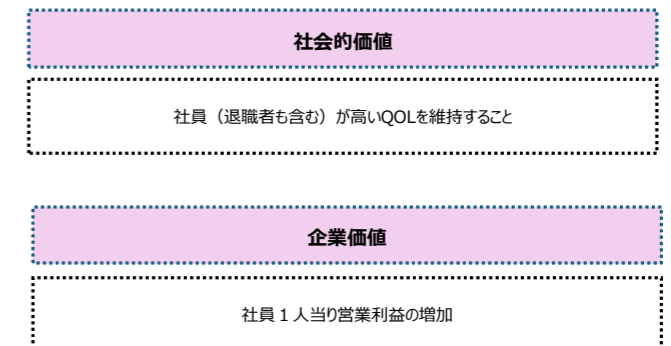 社会的価値
社員（退職者も含む）が高いQOLを維持すること
企業価値
社員１人当り営業利益の増加